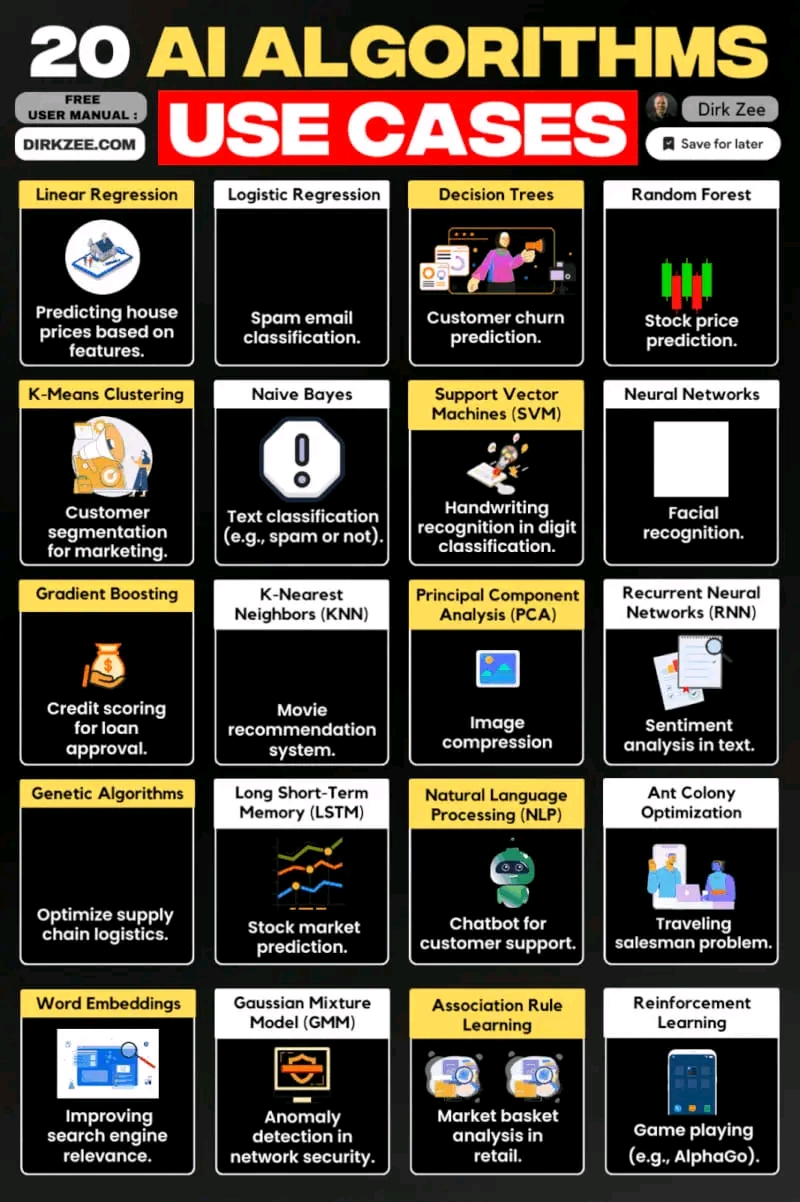 20 AI ALGORITHMS
FREE
USER MANUAL :
DIRKZEE.COM
USE CASES
Dirk Zee
Save for later
Linear Regression
Predicting house
prices based on
features.
Logistic Regression
Spam email
classification.
Decision Trees
Customer churn
prediction.
Random Forest
Stock price
prediction.
K-Means Clustering
Customer
segmentation
for marketing.
Naive Bayes
Text classification
(e.g., spam or not).
Support Vector
Machines (SVM)
Handwriting
recognition in digit
classification.
Neural Networks
Facial
recognition.
Gradient Boosting
Credit scoring
for loan
approval.
K-Nearest
Neighbors (KNN)
Movie
recommendation
system.
Principal Component
Analysis (PCA)
Image
compression
Recurrent Neural
Networks (RNN)
Sentiment
analysis in text.
Genetic Algorithms
Optimize supply
chain logistics.
Long Short-Term
Memory (LSTM)
Stock market
prediction.
Natural Language
Processing (NLP)
Chatbot for
customer support.
Ant Colony
Optimization
Traveling
salesman problem.
Word Embeddings
Improving
search engine
relevance.
Gaussian Mixture
Model (GMM)
Anomaly
detection in
network security.
Association Rule
Learning
Market basket
analysis in
retail.
Reinforcement
Learning
Game playing
(e.g., AlphaGo).